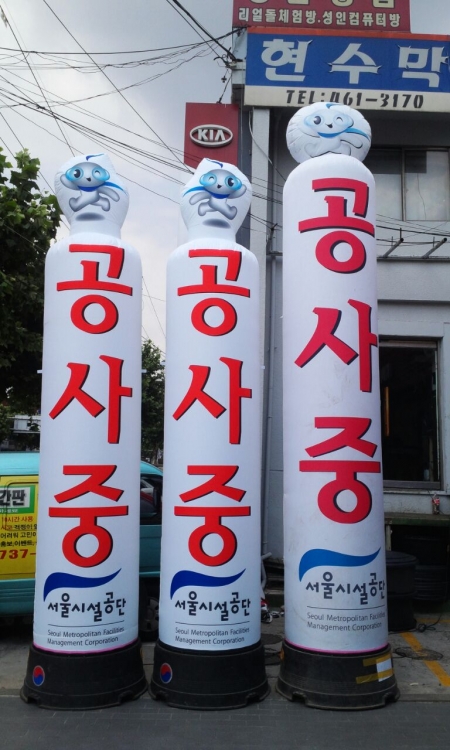 리얼돌체험방.성인컴퓨터방
현수막
TEL:061-3170
KIA
공
사
중
서울시설공단
Seoul Metropolitan Facilities
Management Corporation
공
사
중
서울시설공단
Seoul Metropolitan Facilities
Management Corporation
공
사
중
서울시설공단
Seoul Metropolitan Facilities
Management Corporation
간판
737-